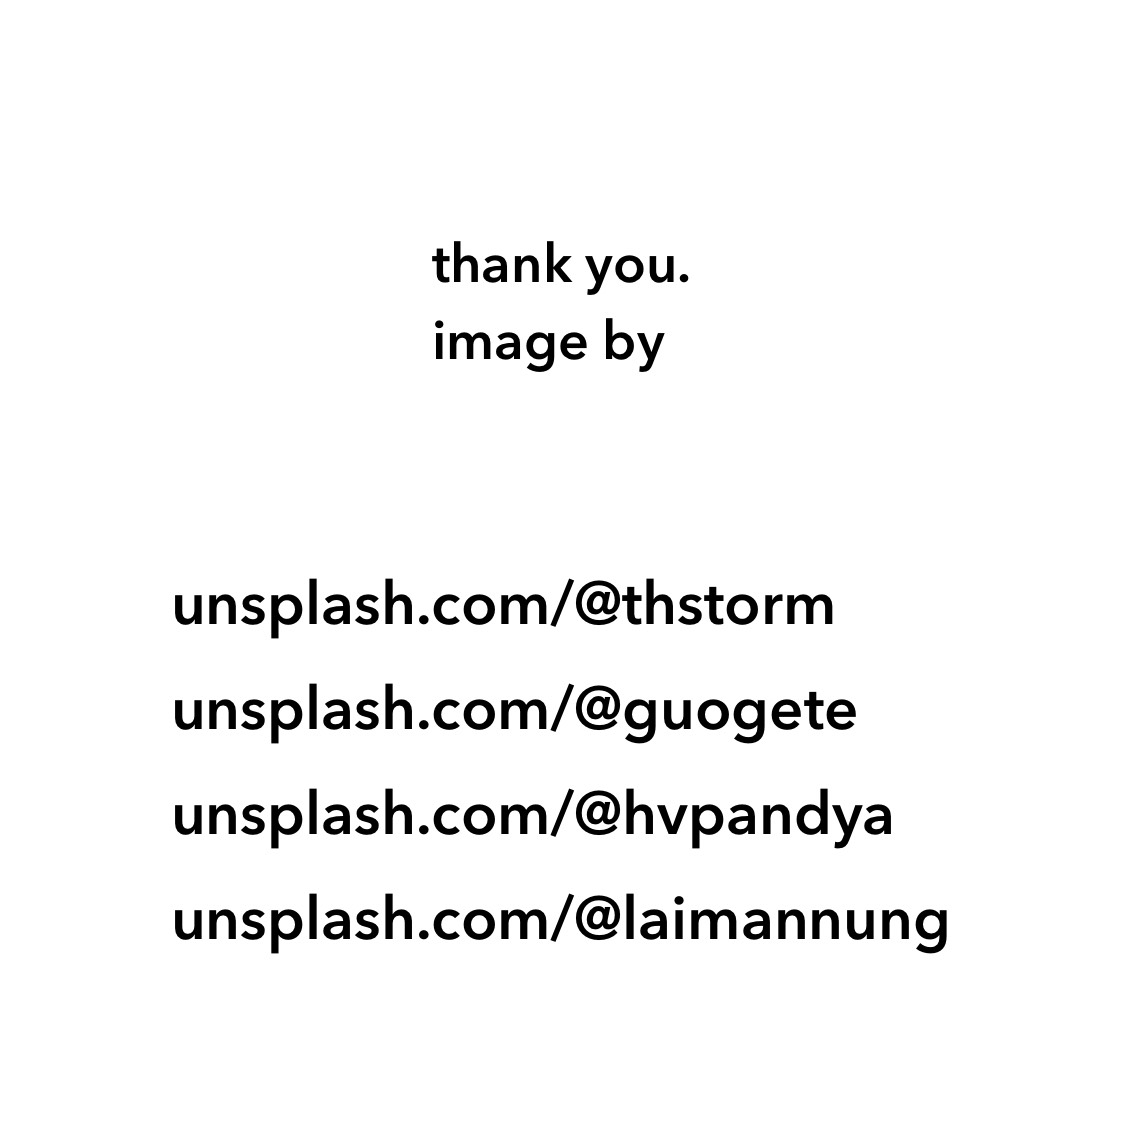 thank you.
image by
unsplash.com/@thstorm
unsplash.com/@guogete
unsplash.com/@hvpandya
unsplash.com/@laimannung